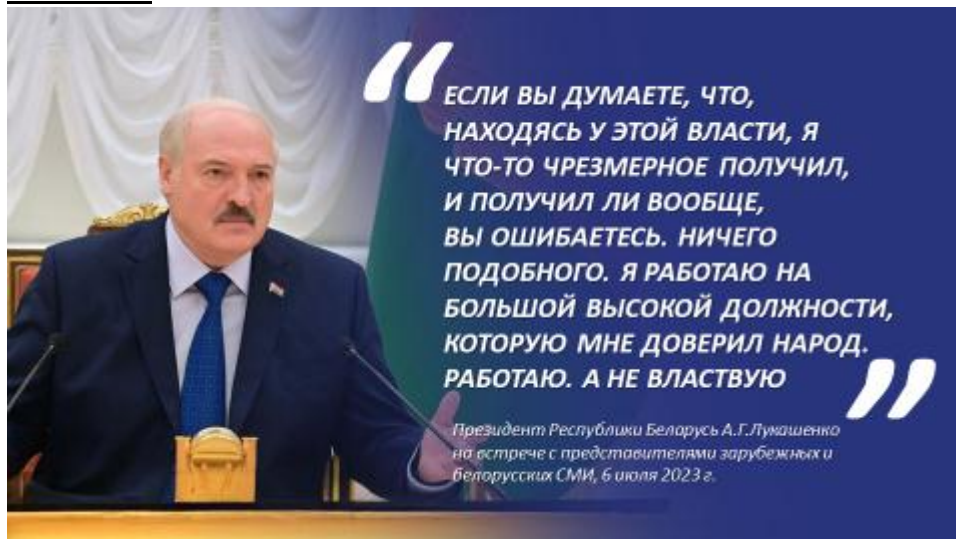 ЕСЛИ ВЫ ДУМАЕТЕ, ЧТО,
НАХОДЯСЬ У ЭТОЙ ВЛАСТИ, Я
ЧТО-ТО ЧРЕЗМЕРНОЕ ПОЛУЧИЛ,
И ПОЛУЧИЛ ЛИ ВООБЩЕ,
ВЫ ОШИБАЕТЕСЬ. НИЧЕГО
ПОДОБНОГО. Я РАБОТАЮ НА
БОЛЬШОЙ ВЫСОКОЙ ДОЛЖНОСТИ,
КОТОРУЮ МНЕ ДОВЕРИЛ НАРОД.
РАБОТАЮ. А НЕ ВЛАСТВУЮ
Президент Республики Беларусь А.Г.Лукашенко
на встрече с представителями зарубежных и
белорусских СМИ, 6 июля 2023 г.